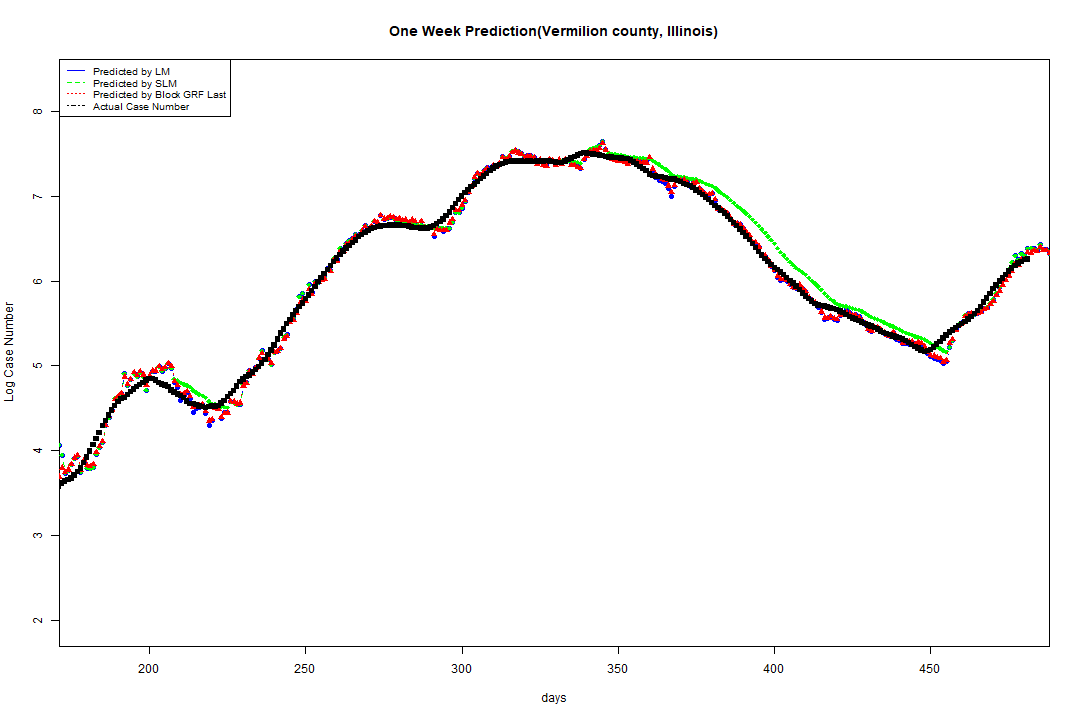 One Week Prediction(Vermilion county, Illinois)
Predicted by LM
Predicted by SLM
Predicted by Block GRF Last
Actual Case Number
8
7
6
5
4
3
2
Log Case Number
200 250 300 350 400 450
days